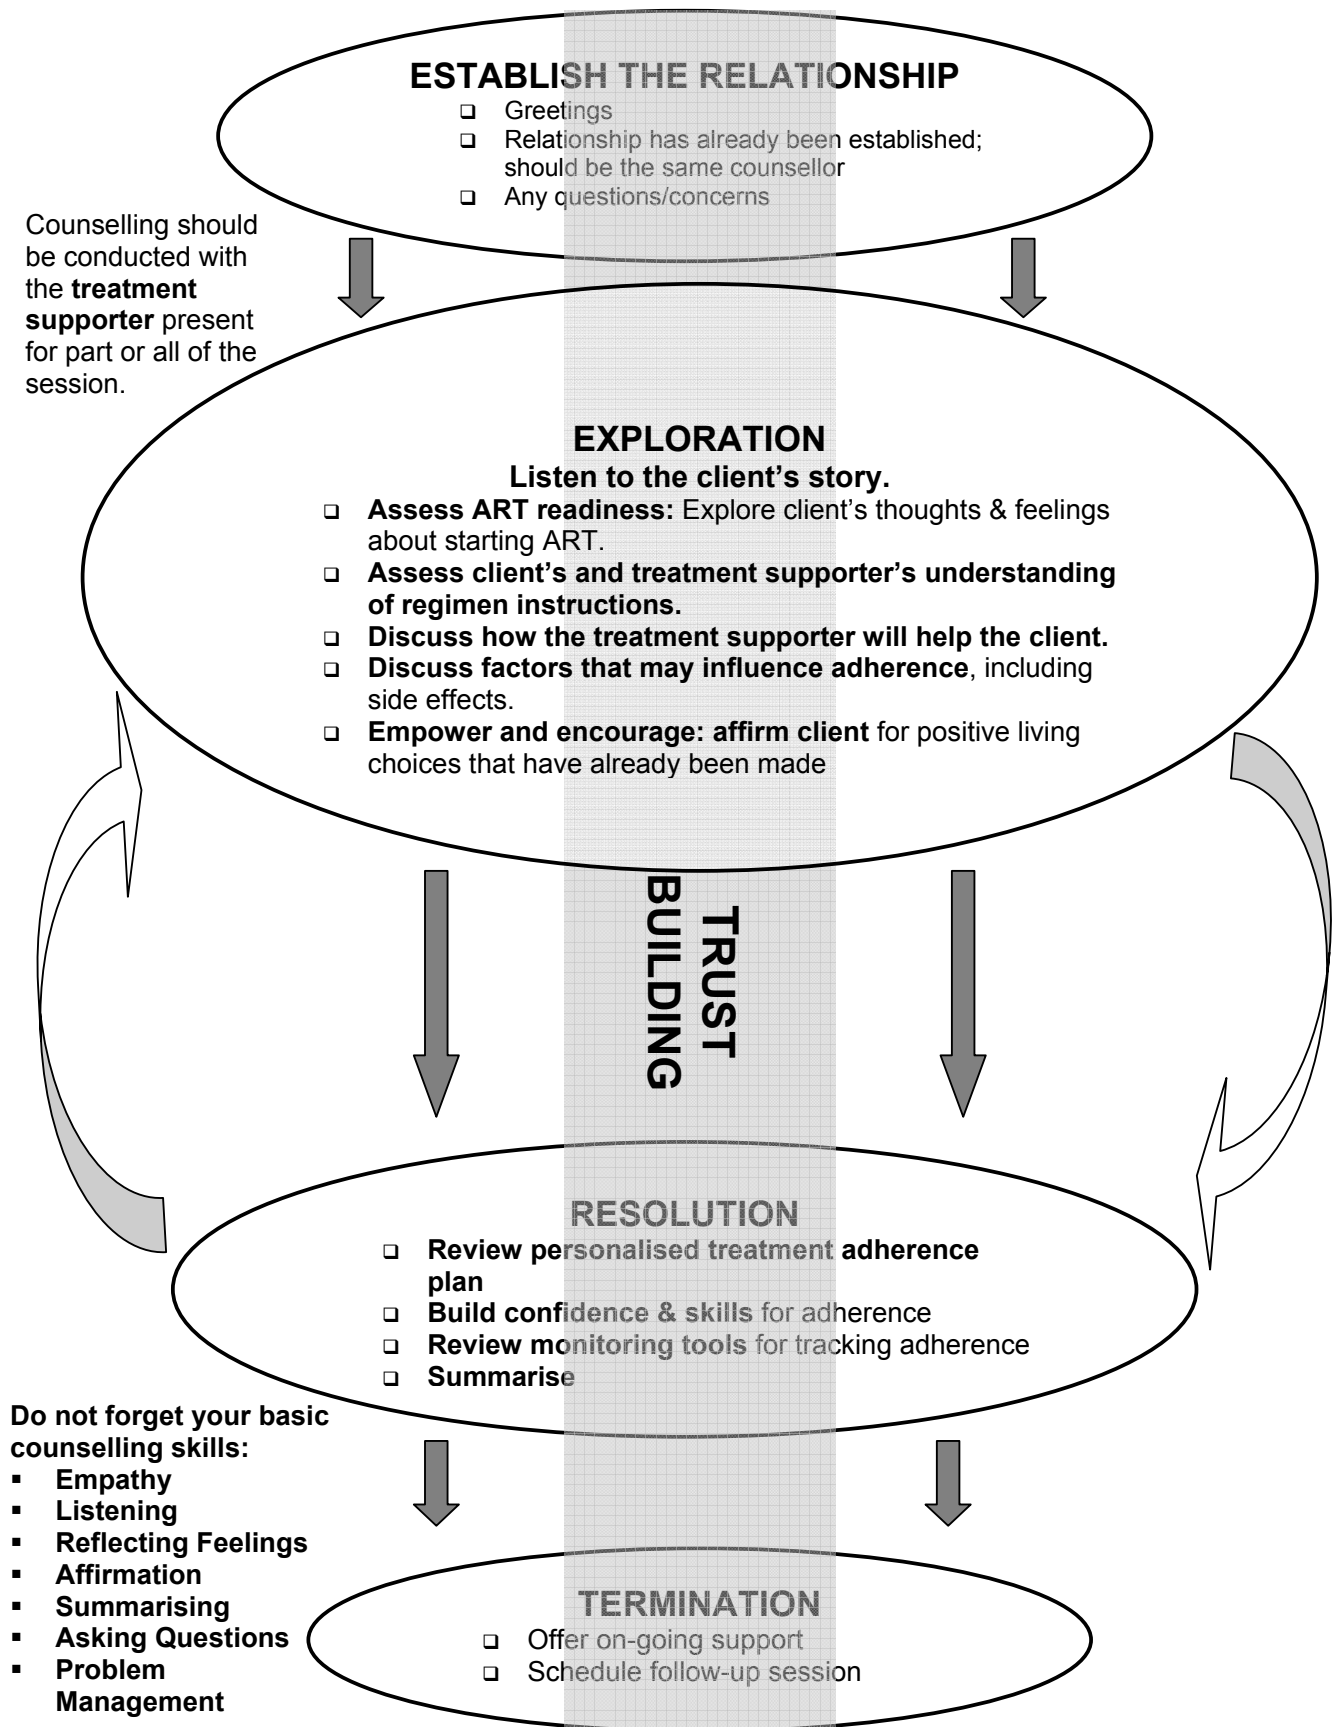 ESTABLISH THE RELATIONSHIP
❑ Greetings
❑ Relationship has already been established;
should be the same counsellor
❑ Any questions/concerns
Counselling should
be conducted with
the treatment
supporter present
for part or all of the
session.
EXPLORATION
Listen to the client's story.
❑ Assess ART readiness: Explore client's thoughts & feelings
about starting ART.
❑ Assess client's and treatment supporter's understanding
of regimen instructions.
❑ Discuss how the treatment supporter will help the client.
❑ Discuss factors that may influence adherence, including
side effects.
❑ Empower and encourage: affirm client for positive living
choices that have already been made
TRUST
BUILDING
RESOLUTION
❑ Review personalised treatment adherence
plan
❑ Build confidence & skills for adherence
❑ Review monitoring tools for tracking adherence
❑ Summarise
Do not forget your basic
counselling skills:
▪ Empathy
▪ Listening
▪ Reflecting Feelings
▪ Affirmation
▪ Summarising
▪ Asking Questions
▪ Problem
Management
TERMINATION
❑ Offer on-going support
❑ Schedule follow-up session